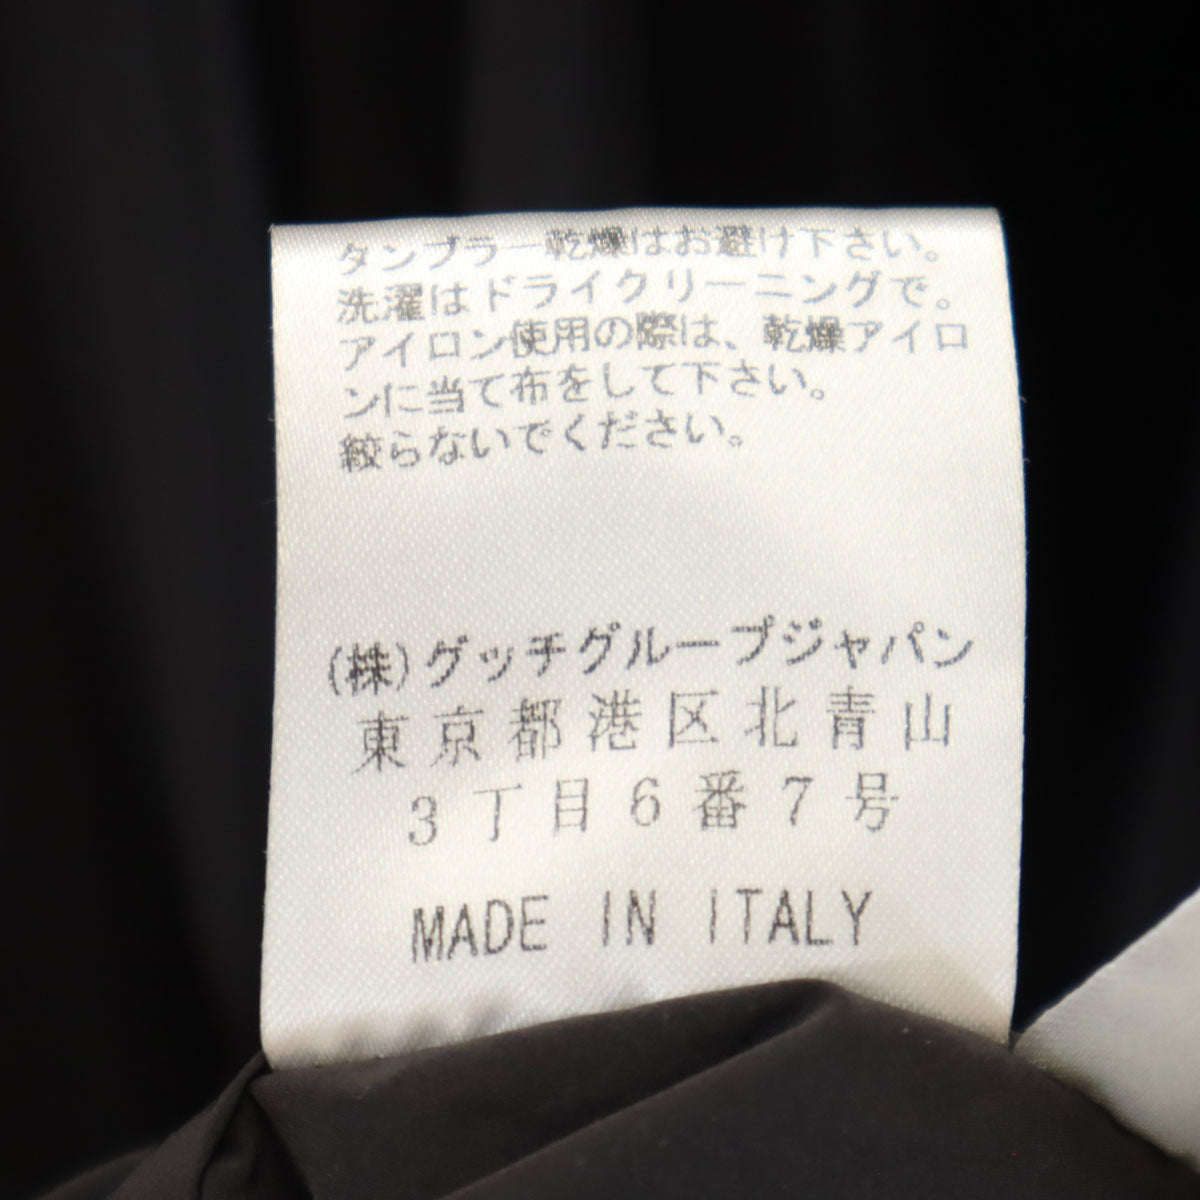 タンブラー乾燥はお避け下さい。
洗濯はドライクリーニングで。
アイロン使用の際は、乾燥アイロ
ンに当て布をして下さい。
絞らないでください。
(株)グッチグループジャパン
東京都港区北青山
3丁目6番7号
MADE IN ITALY